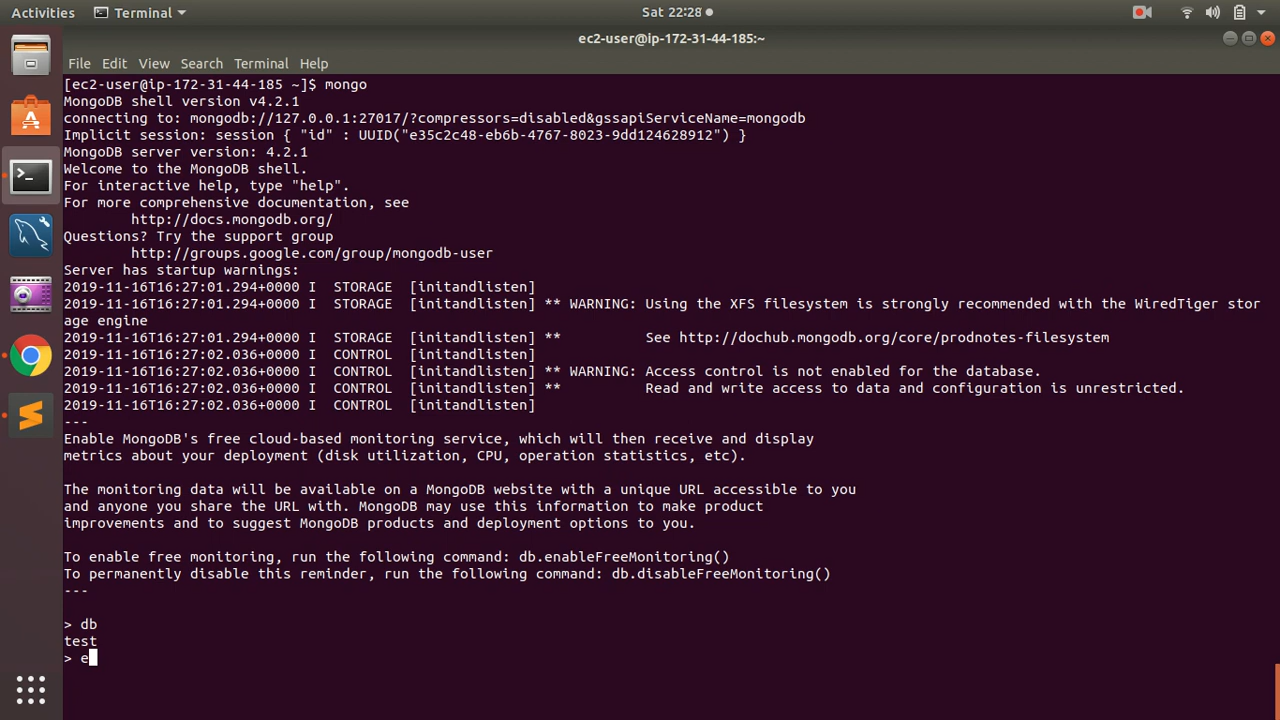 Activities Terminal Sat 22:28
ec2-user@ip-172-31-44-185:~
File Edit View Search Terminal Help
[ec2-user@ip-172-31-44-185 ~]$ mongo
MongoDB shell version v4.2.1
connecting to: mongodb://127.0.0.1:27017/?compressors=disabled&gssapiServiceName=mongodb
Implicit session: session { "id" : UUID("e35c2c48-eb6b-4767-8023-9dd124628912") }
MongoDB server version: 4.2.1
Welcome to the MongoDB shell.
For interactive help, type "help".
For more comprehensive documentation, see
http://docs.mongodb.org/
Questions? Try the support group
http://groups.google.com/group/mongodb-user
Server has startup warnings:
2019-11-16T16:27:01.294+0000 I  STORAGE  [initandlisten]
2019-11-16T16:27:01.294+0000 I  STORAGE  [initandlisten] ** WARNING: Using the XFS filesystem is strongly recommended with the WiredTiger stor
age engine
2019-11-16T16:27:01.294+0000 I  STORAGE  [initandlisten] **          See http://dochub.mongodb.org/core/prodnotes-filesystem
2019-11-16T16:27:02.036+0000 I  CONTROL  [initandlisten]
2019-11-16T16:27:02.036+0000 I  CONTROL  [initandlisten] ** WARNING: Access control is not enabled for the database.
2019-11-16T16:27:02.036+0000 I  CONTROL  [initandlisten] **          Read and write access to data and configuration is unrestricted.
2019-11-16T16:27:02.036+0000 I  CONTROL  [initandlisten]
---
Enable MongoDB's free cloud-based monitoring service, which will then receive and display
metrics about your deployment (disk utilization, CPU, operation statistics, etc).
The monitoring data will be available on a MongoDB website with a unique URL accessible to you
and anyone you share the URL with. MongoDB may use this information to make product
improvements and to suggest MongoDB products and deployment options to you.
To enable free monitoring, run the following command: db.enableFreeMonitoring()
To permanently disable this reminder, run the following command: db.disableFreeMonitoring()
---
> db
test
> e